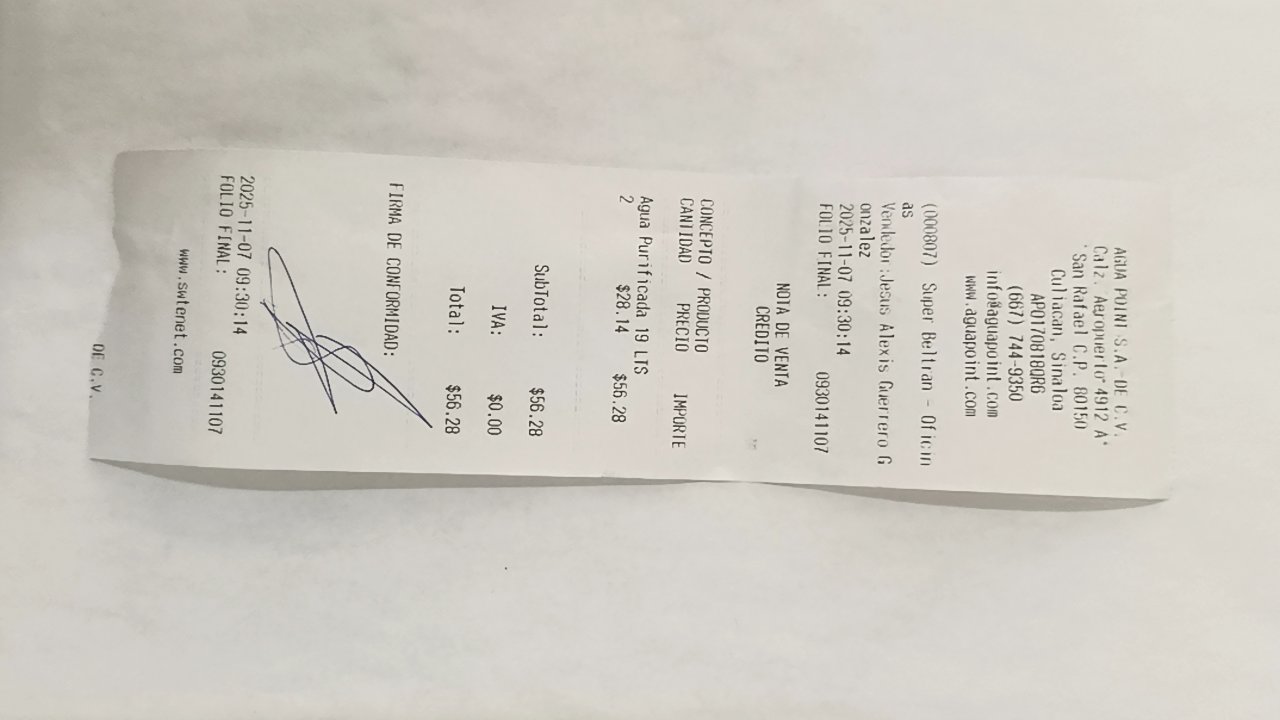 AGUA POINT S.A. DE C.V.
Calz. Aeropuerto 4912 A
San Rafael C.P. 80150
Culiacan, Sinaloa
APO170818QR6
(667) 744-9350
info@aguapoint.com
www.aguapoint.com
(000807) Super Beltran - Oficin
as
Vendedor:Jesus Alexis Guerrero G
onzalez
2025-11-07 09:30:14
FOLIO FINAL: 0930141107
NOTA DE VENTA
CREDITO
CONCEPTO / PRODUCTO
CANTIDAD PRECIO IMPORTE
Agua Purificada 19 LTS
2 $28.14 $56.28
SubTotal: $56.28
IVA: $0.00
Total: $56.28
FIRMA DE CONFORMIDAD:
2025-11-07 09:30:14
FOLIO FINAL: 0930141107
www.swtenet.com
DE C.V.